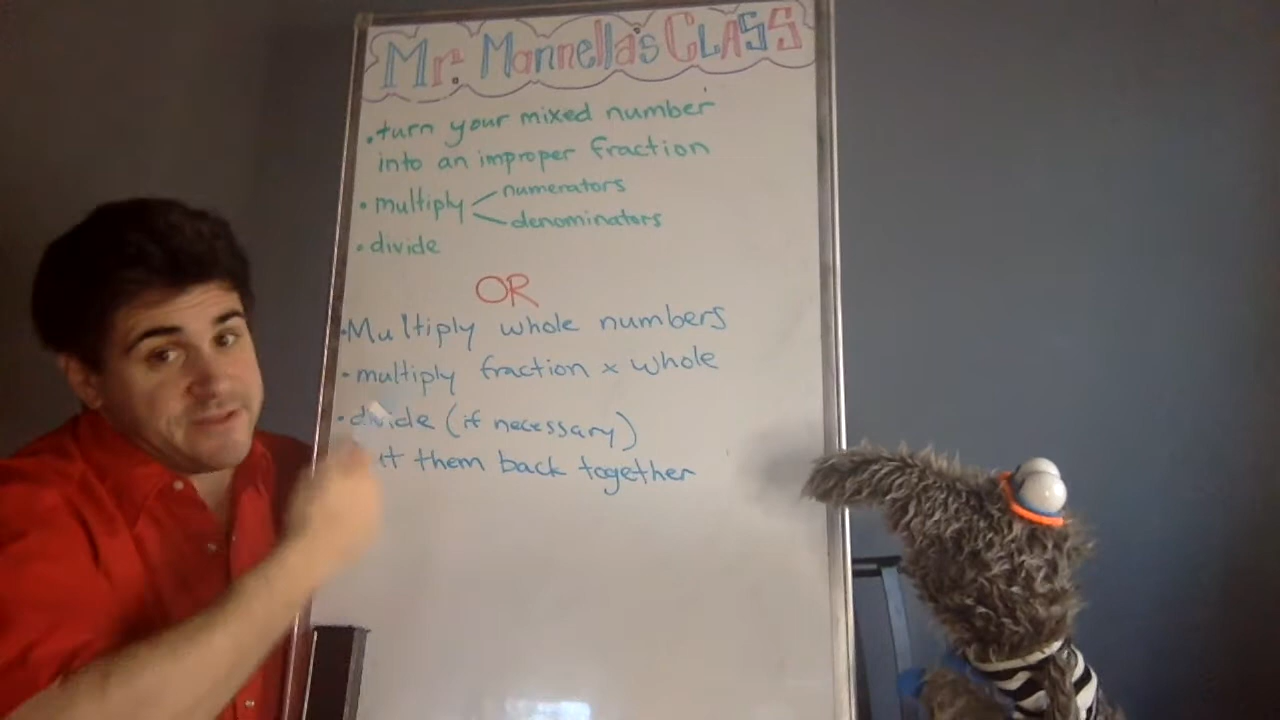 Mr. Mannella's CLASS
• turn your mixed number
into an improper fraction
• multiply numerators
denominators
• divide
OR
• Multiply whole numbers
• multiply fraction x whole
• divide (if necessary)
them back together